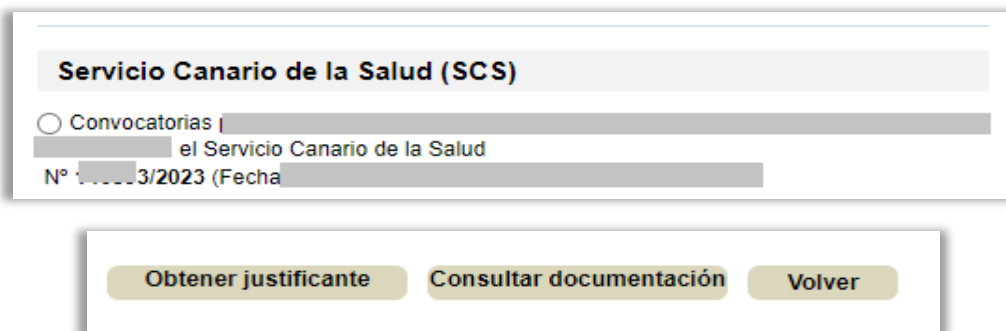 Servicio Canario de la Salud (SCS)
Convocatorias
el Servicio Canario de la Salud
Nº 3/2023 (Fecha
Obtener justificante Consultar documentación Volver